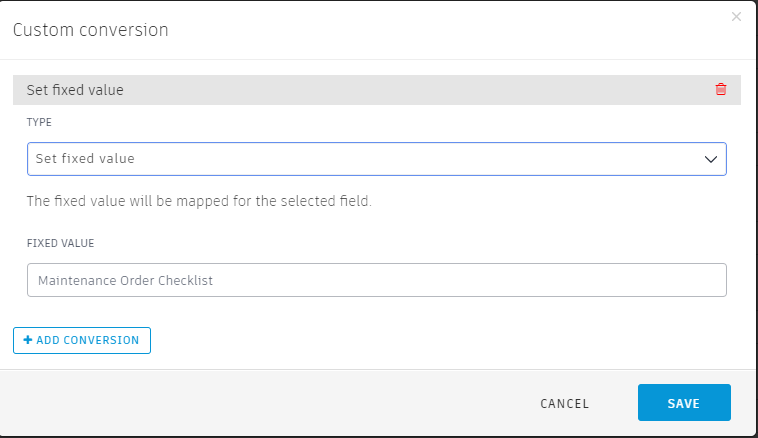 Custom conversion
Set fixed value
TYPE
Set fixed value
The fixed value will be mapped for the selected field.
FIXED VALUE
Maintenance Order Checklist
+ ADD CONVERSION
CANCEL
SAVE